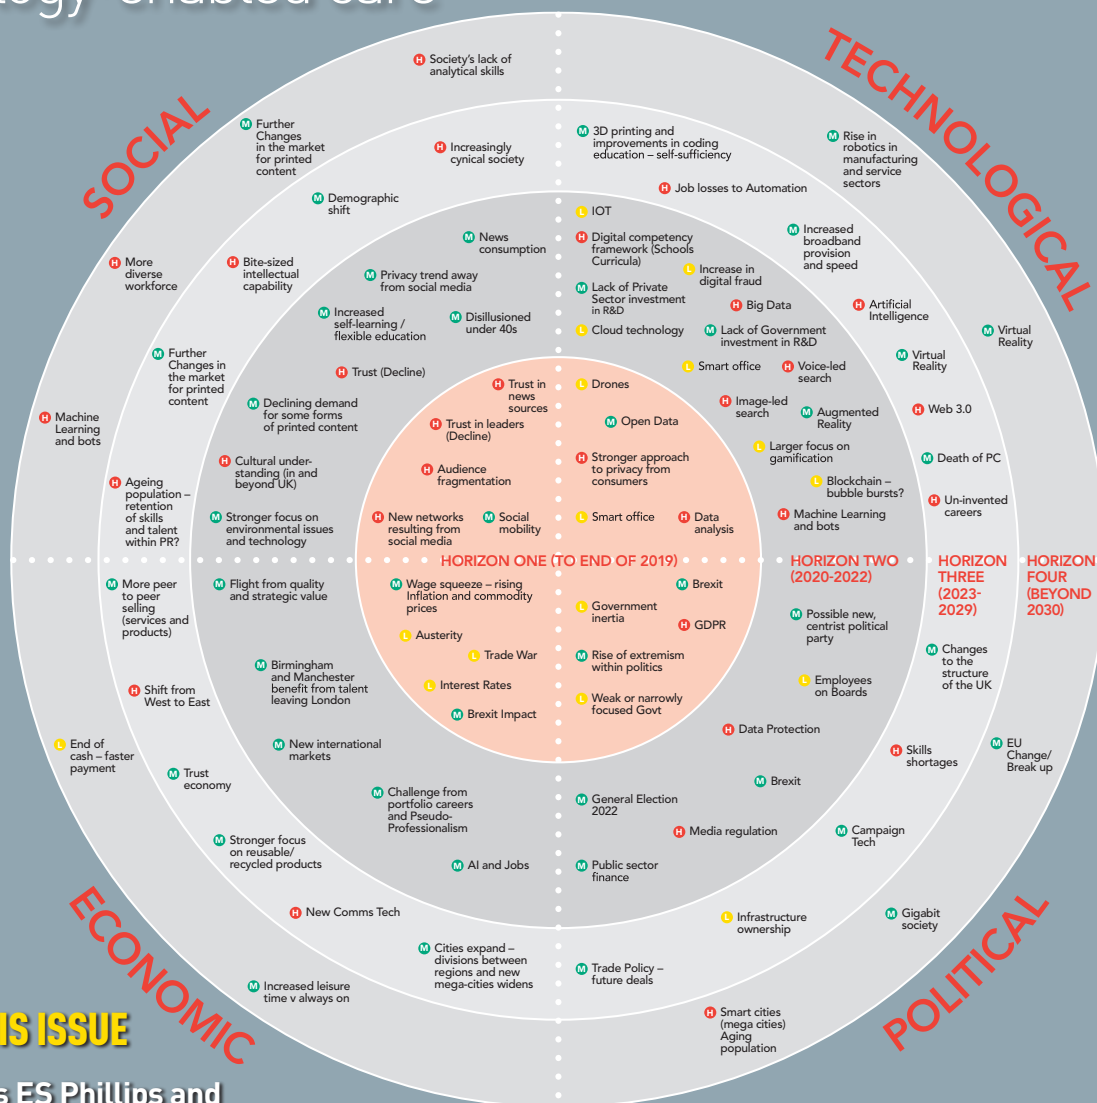 logy-enabled care
SOCIAL
H Society's lack of
analytical skills
M Further
Changes
in the market
for printed
content
H Increasingly
cynical society
M Demographic
shift
M News
consumption
H More
diverse
workforce
H Bite-sized
intellectual
capability
M Privacy trend away
from social media
M Increased
self-learning /
flexible education
M Disillusioned
under 40s
M Further
Changes in
the market
for printed
content
H Trust (Decline)
H Trust in
news
sources
M Declining demand
for some forms
of printed content
H Machine
Learning
and bots
H Trust in leaders
(Decline)
H Cultural under-
standing (in and
beyond UK)
H Audience
fragmentation
H Ageing
population –
retention
of skills
and talent
within PR?
M Stronger focus on
environmental issues
and technology
H New networks
resulting from
social media
M Social
mobility
TECHNOLOGICAL
M 3D printing and
improvements in coding
education – self-sufficiency
M Rise in
robotics in
manufacturing
and service
sectors
H Job losses to Automation
L IOT
H Digital competency
framework (Schools
Curricula)
M Increased
broadband
provision
and speed
L Increase in
digital fraud
M Lack of Private
Sector investment
in R&D
H Big Data
H Artificial
Intelligence
L Cloud technology
M Lack of Government
investment in R&D
M Virtual
Reality
M Virtual
Reality
L Smart office
H Voice-led
search
L Drones
H Image-led
search
M Augmented
Reality
H Web 3.0
M Open Data
L Larger focus on
gamification
M Death of PC
H Stronger approach
to privacy from
consumers
L Blockchain –
bubble bursts?
H Un-invented
careers
L Smart office
H Data
analysis
H Machine Learning
and bots
HORIZON ONE (TO END OF 2019)
HORIZON TWO
(2020-2022)
HORIZON
THREE
(2023-
2029)
HORIZON
FOUR
(BEYOND
2030)
M More peer
to peer
selling
(services and
products)
M Flight from quality
and strategic value
M Wage squeeze – rising
Inflation and commodity
prices
L Austerity
L Trade War
M Birmingham
and Manchester
benefit from talent
leaving London
L Interest Rates
H Shift from
West to East
M Brexit Impact
L End of
cash – faster
payment
M New international
markets
M Trust
economy
M Challenge from
portfolio careers
and Pseudo-
Professionalism
M Stronger focus
on reusable/
recycled products
M AI and Jobs
H New Comms Tech
M Cities expand –
divisions between
regions and new
mega-cities widens
M Increased leisure
time v always on
ECONOMIC
M Brexit
L Government
inertia
H GDPR
M Possible new,
centrist political
party
M Rise of extremism
within politics
M Changes
to the
structure
of the UK
L Employees
on Boards
L Weak or narrowly
focused Govt
H Data Protection
H Skills
shortages
M EU
Change/
Break up
M Brexit
M General Election
2022
H Media regulation
M Campaign
Tech
M Public sector
finance
L Infrastructure
ownership
M Gigabit
society
M Trade Policy –
future deals
H Smart cities
(mega cities)
Aging
population
POLITICAL
IS ISSUE
s ES Phillips and